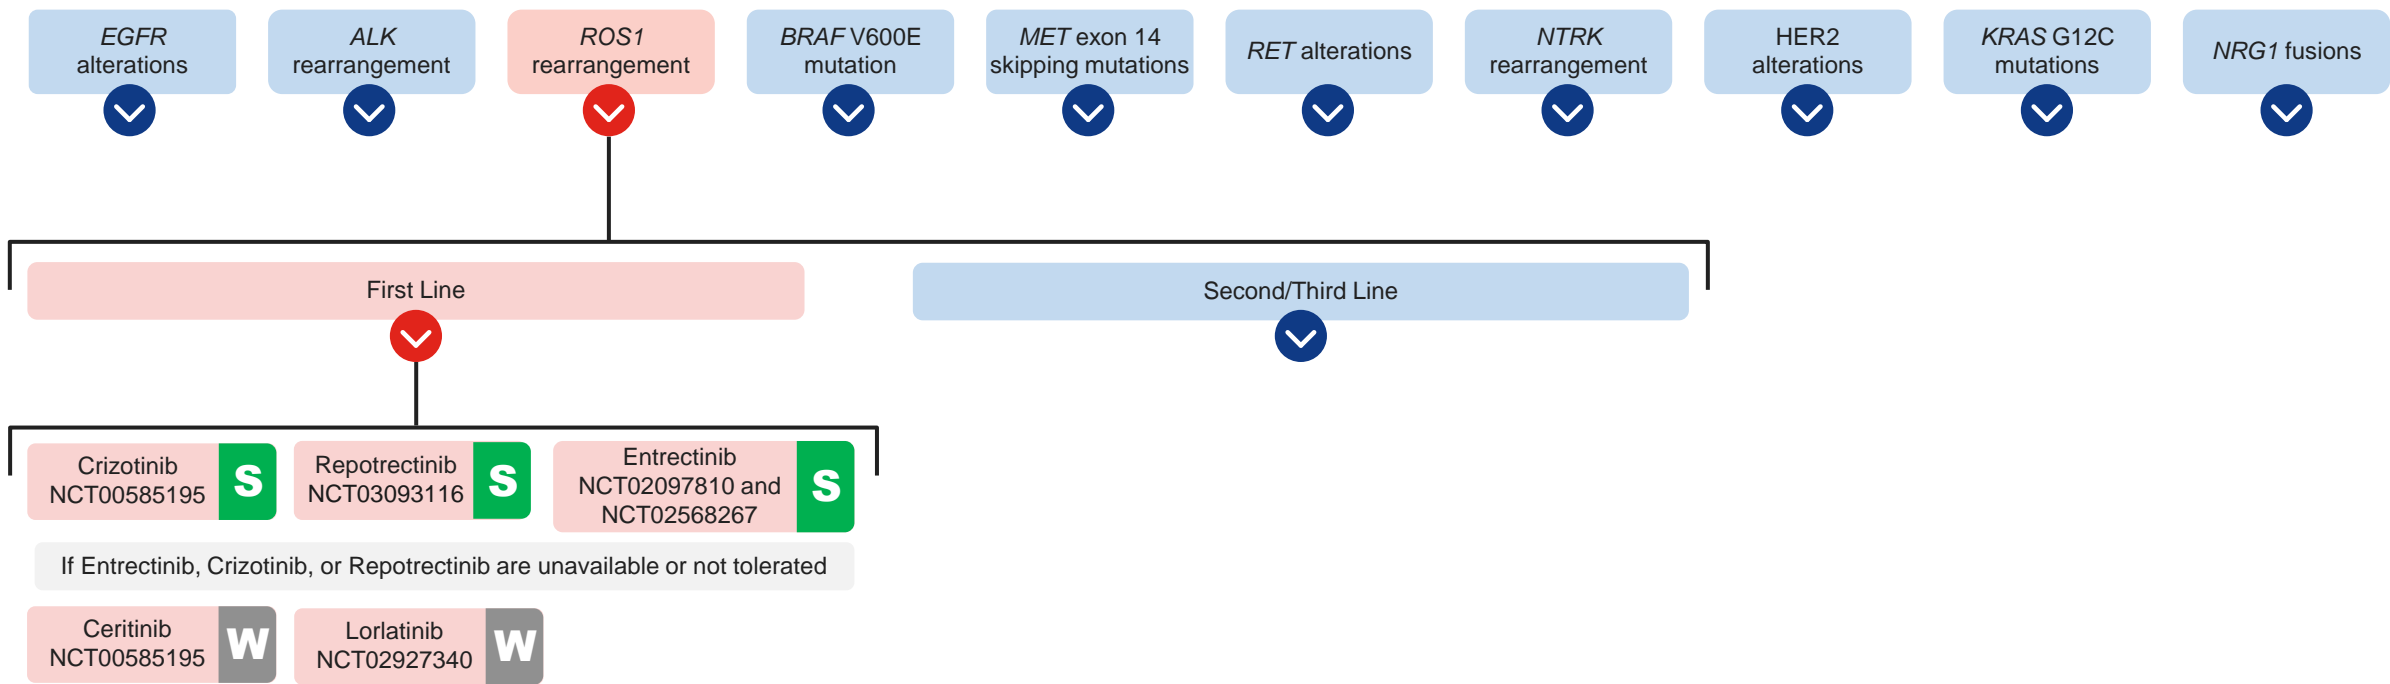 EGFR
alterations
ALK
rearrangement
ROS1
rearrangement
BRAF V600E
mutation
MET exon 14
skipping mutations
RET alterations
NTRK
rearrangement
HER2
alterations
KRAS G12C
mutations
NRG1 fusions
First Line
Second/Third Line
Crizotinib
NCT00585195
S
Repotrectinib
NCT03093116
S
Entrectinib
NCT02097810 and
NCT02568267
S
If Entrectinib, Crizotinib, or Repotrectinib are unavailable or not tolerated
Ceritinib
NCT00585195
W
Lorlatinib
NCT02927340
W